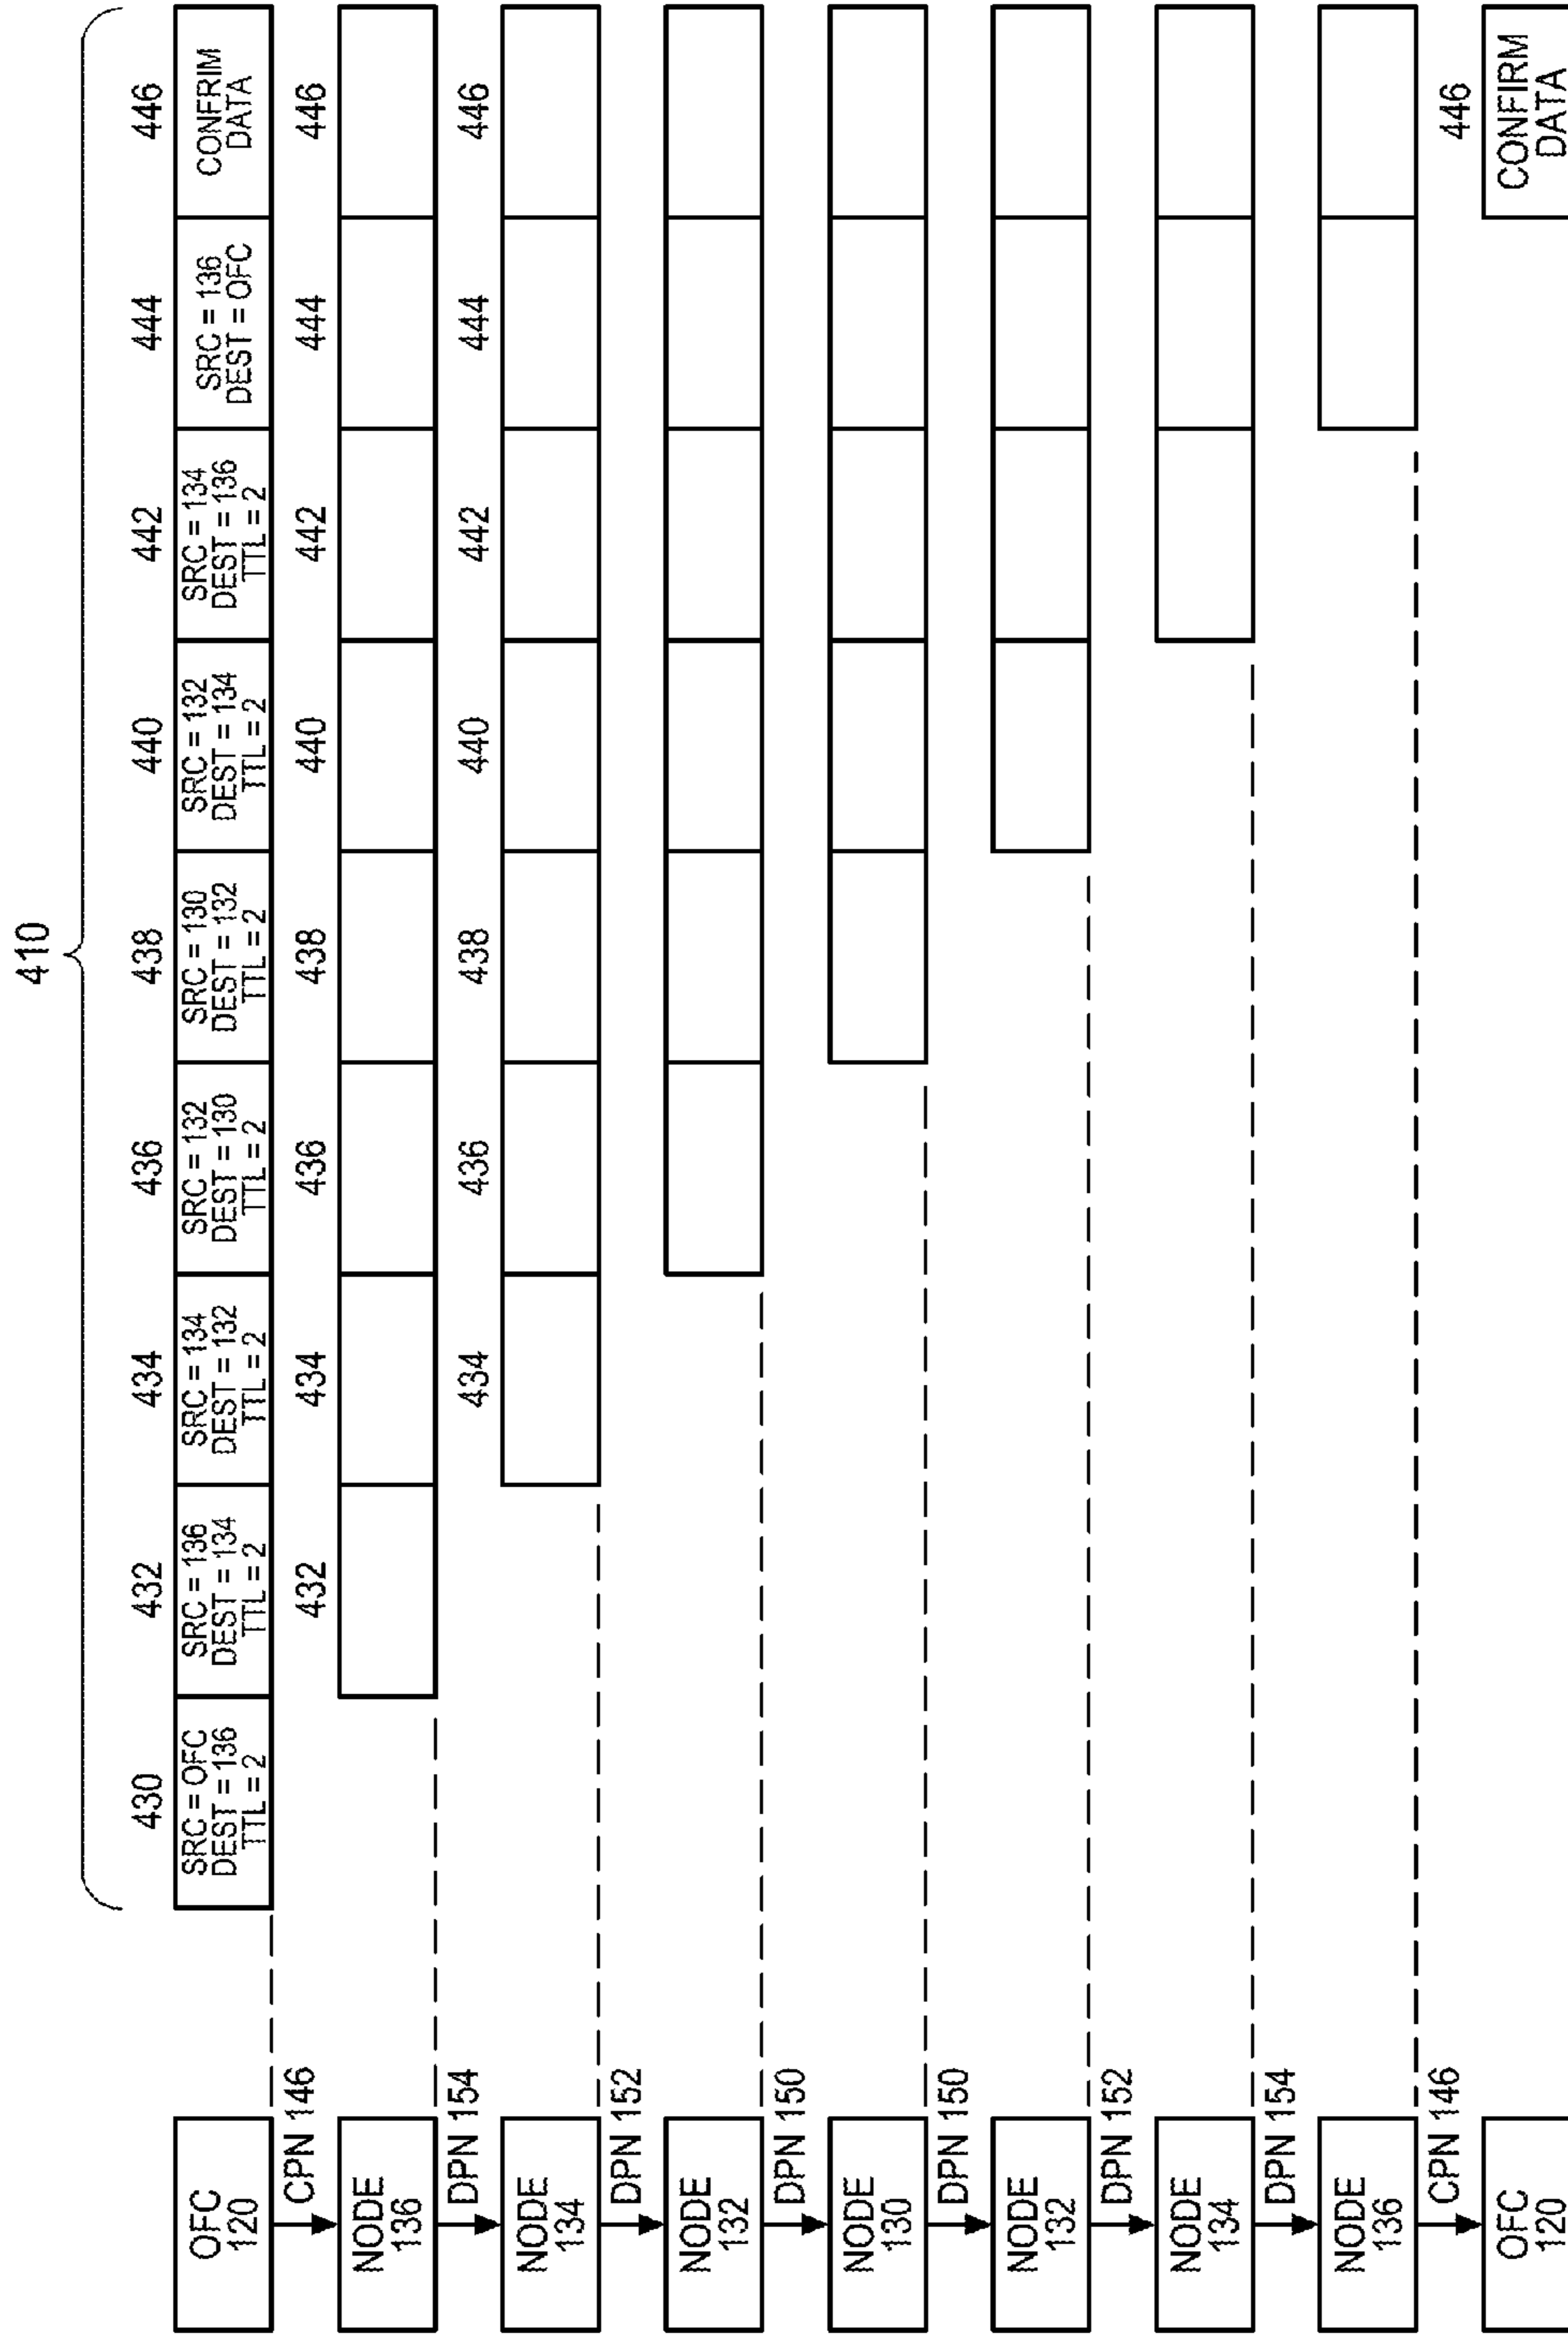 410
430
432
434
436
438
440
442
444
446
OFC
120
SRC = OFC
DEST = 136
TTL = 2
SRC = 136
DEST = 134
TTL = 2
SRC = 134
DEST = 132
TTL = 2
SRC = 132
DEST = 130
TTL = 2
SRC = 130
DEST = 132
TTL = 2
SRC = 132
DEST = 134
TTL = 2
SRC = 134
DEST = 136
TTL = 2
SRC = 136
DEST = OFC
CONFRIM
DATA
CPN 146
432
434
436
438
440
442
444
446
NODE
136
DPN 154
434
436
438
440
442
444
446
NODE
134
DPN 152
NODE
132
DPN 150
NODE
130
DPN 150
NODE
132
DPN 152
NODE
134
DPN 154
NODE
136
CPN 146
446
OFC
120
CONFIRM
DATA